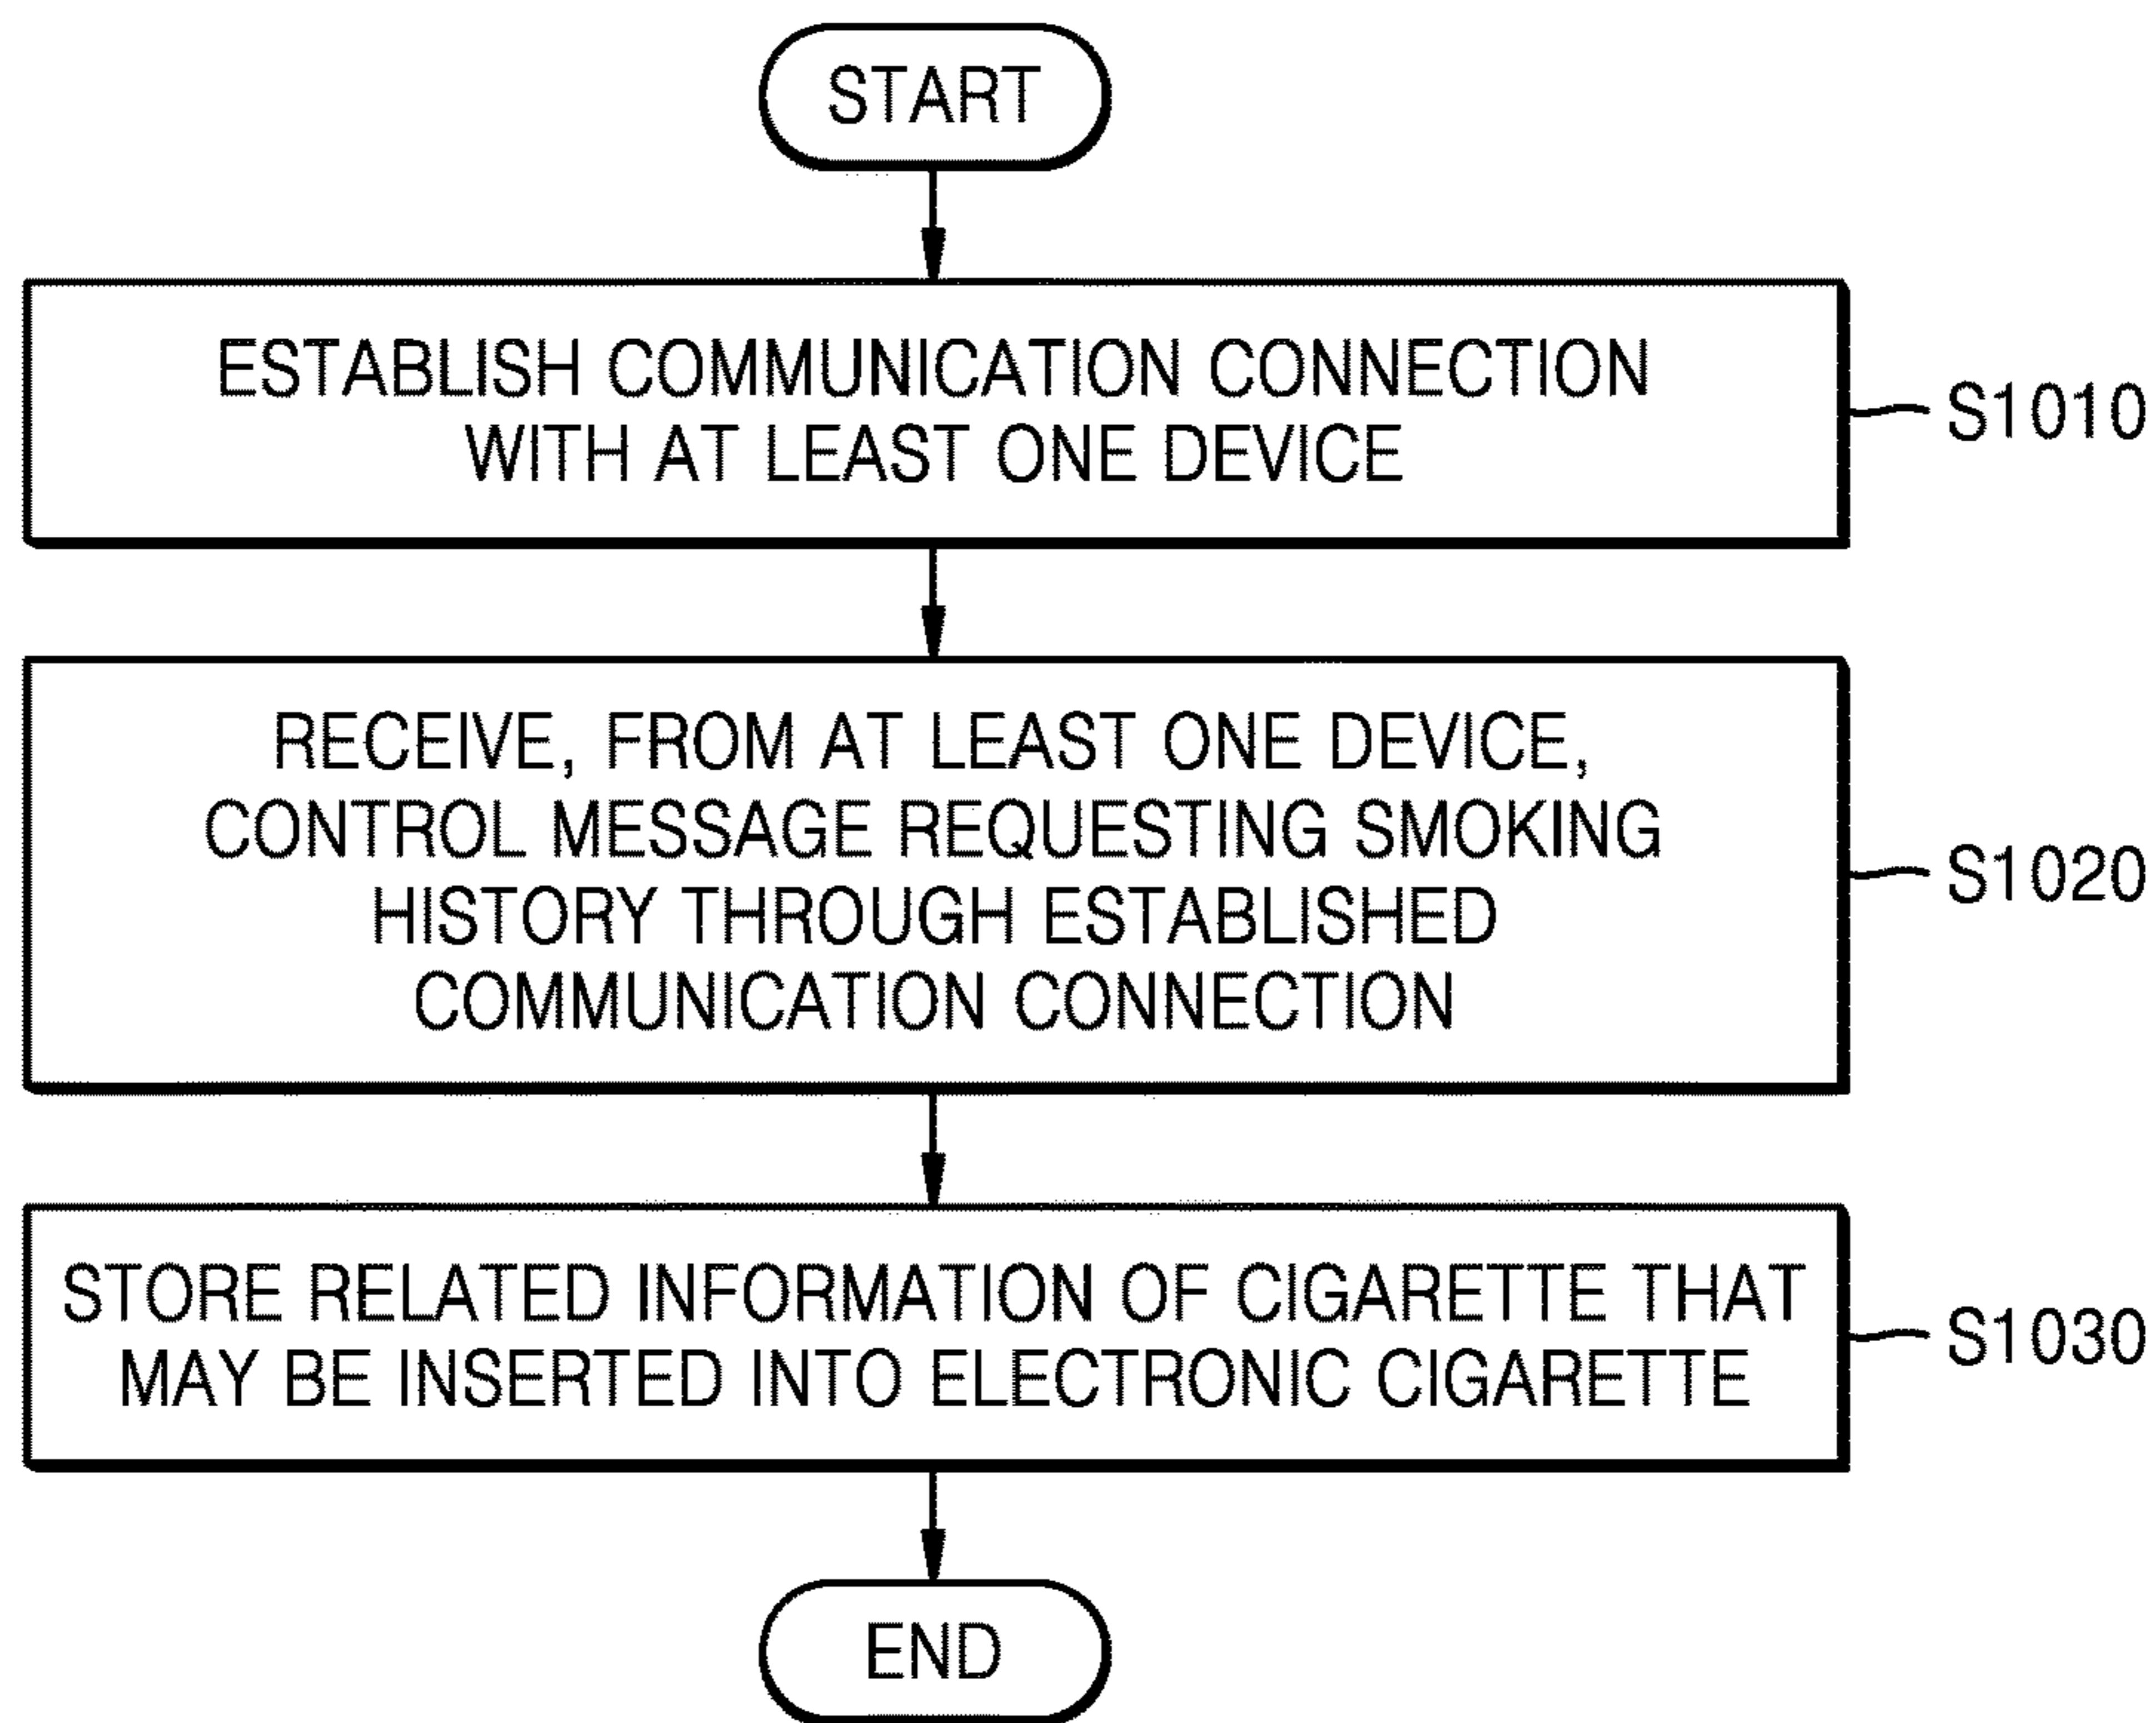 START
ESTABLISH COMMUNICATION CONNECTION
WITH AT LEAST ONE DEVICE
S1010
RECEIVE, FROM AT LEAST ONE DEVICE,
CONTROL MESSAGE REQUESTING SMOKING
HISTORY THROUGH ESTABLISHED
COMMUNICATION CONNECTION
S1020
STORE RELATED INFORMATION OF CIGARETTE THAT
MAY BE INSERTED INTO ELECTRONIC CIGARETTE
S1030
END